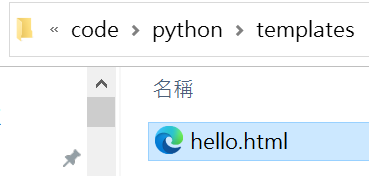 « code > python > templates
名稱
hello.html